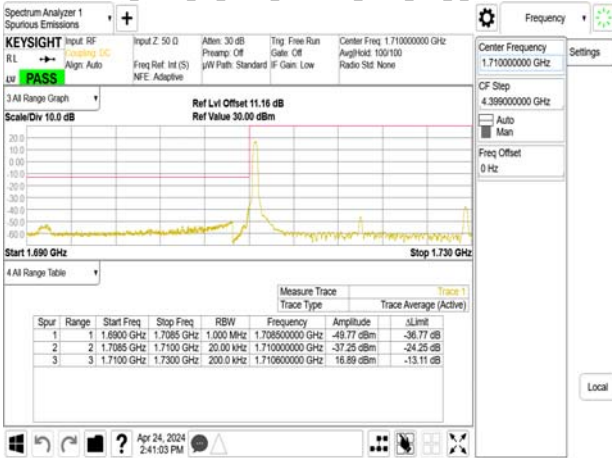 Spectrum Analyzer 1
Spurious Emissions
+
Frequency
KEYSIGHT
RL
PASS
Input: RF
Coupling: DC
Align: Auto
Input Z: 50 Ω
Freq Ref: Int (S)
NFE: Adaptive
Atten: 30 dB
Preamp: Off
µW Path: Standard
Trig: Free Run
Gate: Off
IF Gain: Low
Center Freq: 1.710000000 GHz
Avg|Hold: 100/100
Radio Std: None
Center Frequency
1.710000000 GHz
Settings
CF Step
4.399000000 GHz
Auto
Man
Freq Offset
0 Hz
Local
3 All Range Graph
Scale/Div 10.0 dB
Ref Lvl Offset 11.16 dB
Ref Value 30.00 dBm
20.0
10.0
0.00
-10.0
-20.0
-30.0
-40.0
-50.0
-60.0
Start 1.690 GHz
Stop 1.730 GHz
4 All Range Table
Measure Trace Trace 1
Trace Type Trace Average (Active)
Spur Range Start Freq Stop Freq RBW Frequency Amplitude ΔLimit
1 1 1.6900 GHz 1.7085 GHz 1.000 MHz 1.708500000 GHz -49.77 dBm -36.77 dB
2 2 1.7085 GHz 1.7100 GHz 20.00 kHz 1.710000000 GHz -37.25 dBm -24.25 dB
3 3 1.7100 GHz 1.7300 GHz 200.0 kHz 1.710600000 GHz 16.89 dBm -13.11 dB
?
Apr 24, 2024
2:41:03 PM